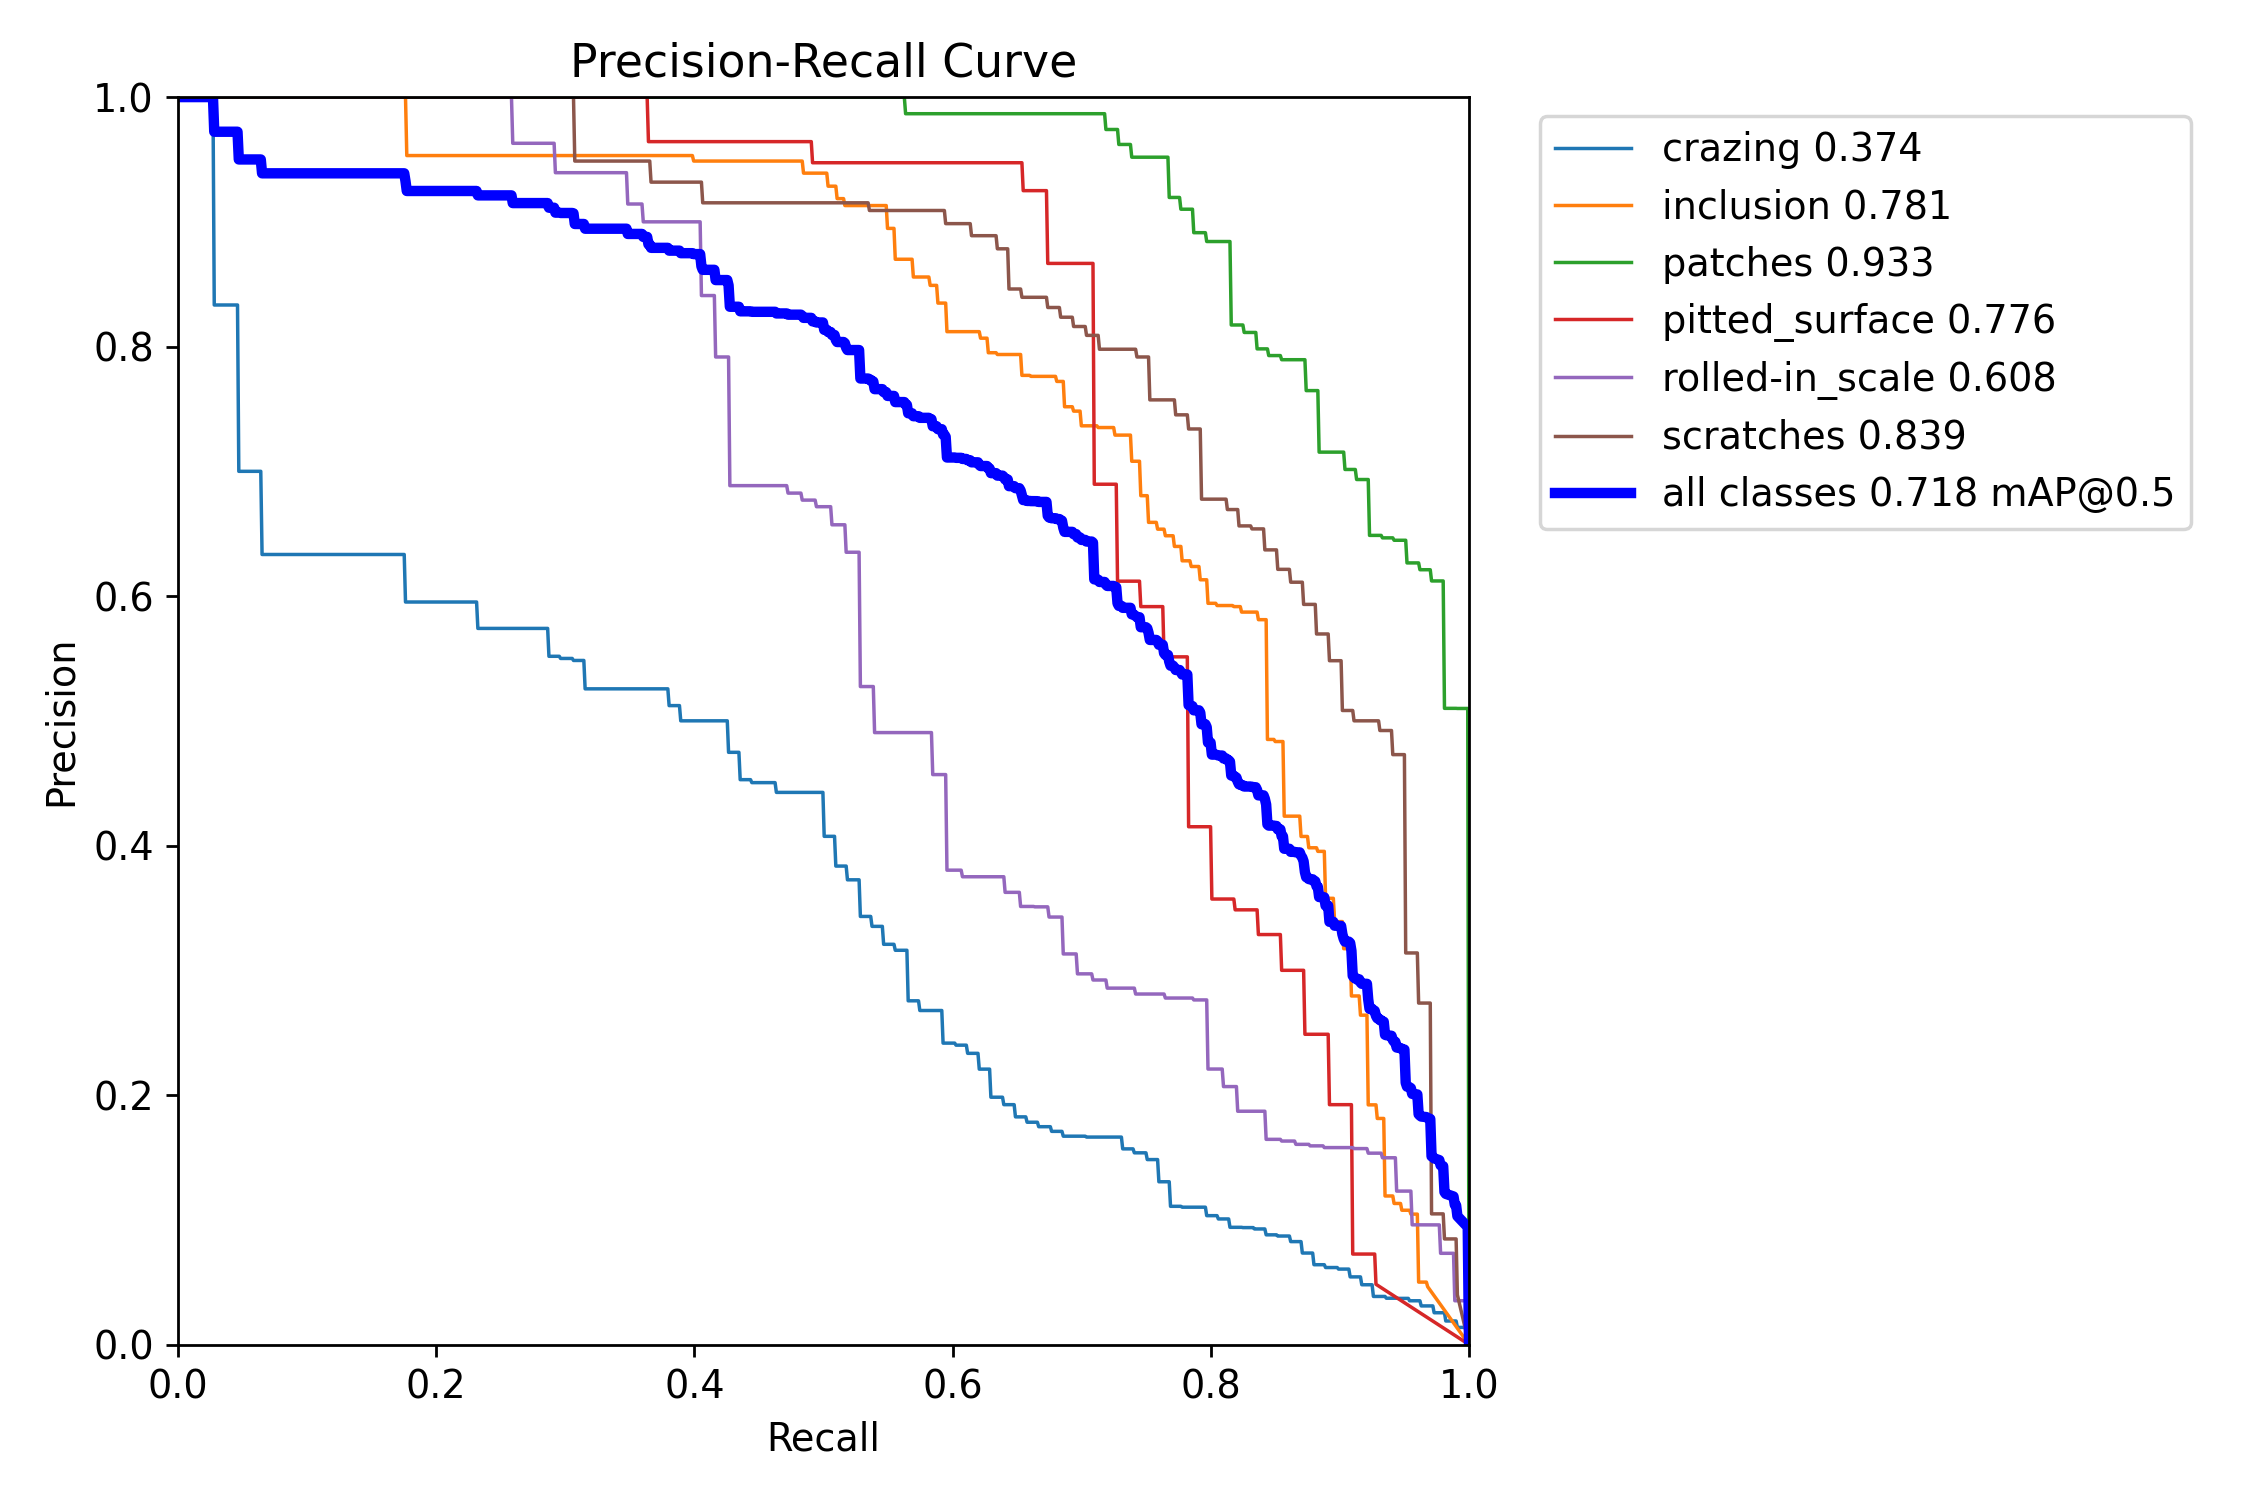 Precision-Recall Curve
1.0
0.8
0.6
0.4
0.2
0.0
Precision
0.0 0.2 0.4 0.6 0.8 1.0
Recall
crazing 0.374
inclusion 0.781
patches 0.933
pitted_surface 0.776
rolled-in_scale 0.608
scratches 0.839
all classes 0.718 mAP@0.5